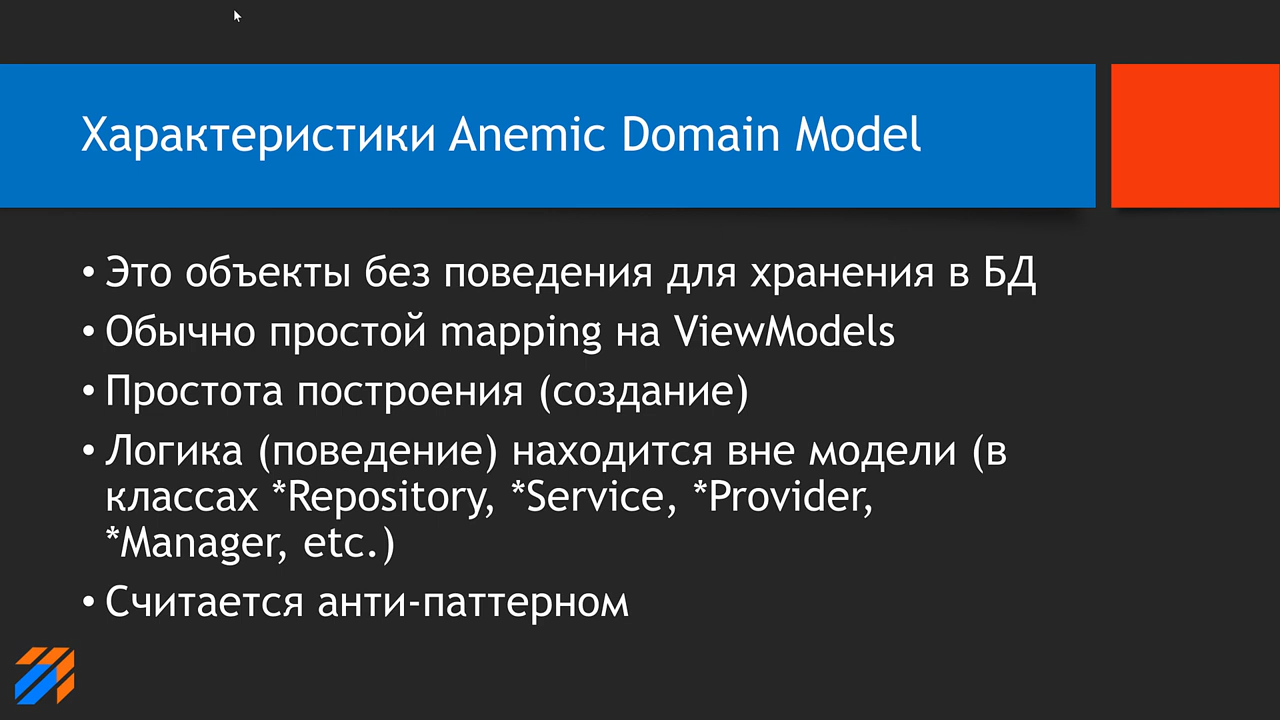 Характеристики Anemic Domain Model
• Это объекты без поведения для хранения в БД
• Обычно простой mapping на ViewModels
• Простота построения (создание)
• Логика (поведение) находится вне модели (в
классах *Repository, *Service, *Provider,
*Manager, etc.)
• Считается анти-паттерном